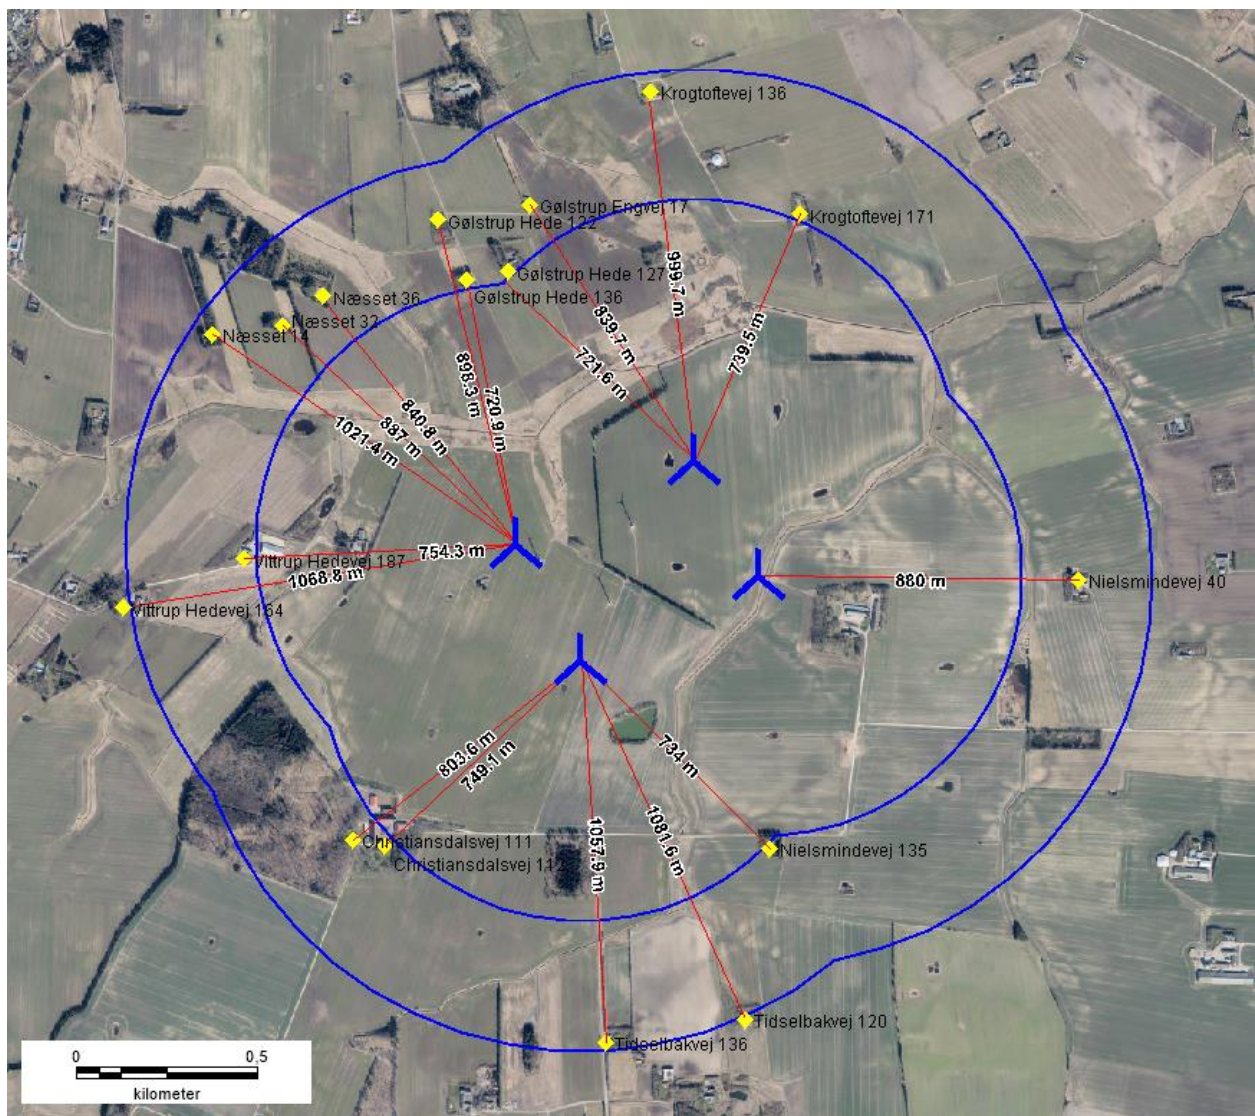 Krogtoftevej 136
Gølstrup Engvej 17
Gølstrup Hede 122
Krogtoftevej 171
Gølstrup Hede 127
Gølstrup Hede 136
Næsset 36
Næsset 32
Næsset 14
999.7 m
839.7 m
739.5 m
721.6 m
898.3 m
720.9 m
840.8 m
887 m
1021.4 m
Vittrup Hedevej 187
754.3 m
1068.8 m
Vittrup Hedevej 164
880 m
Nielsmindevej 40
803.6 m
749.1 m
734 m
1057.9 m
1081.6 m
Christiansdalsvej 111
Christiansdalsvej
Nielsmindevej 135
Tidselbakvej 120
Tidselbakvej 136
0 0,5
kilometer